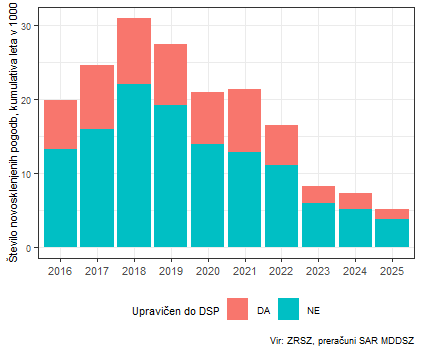 Število novosklenjenih pogodb, kumulativa leta v 1000
30
20
10
0
2016 2017 2018 2019 2020 2021 2022 2023 2024 2025
Upravičen do DSP DA NE
Vir: ZRSZ, preračuni SAR MDDSZ